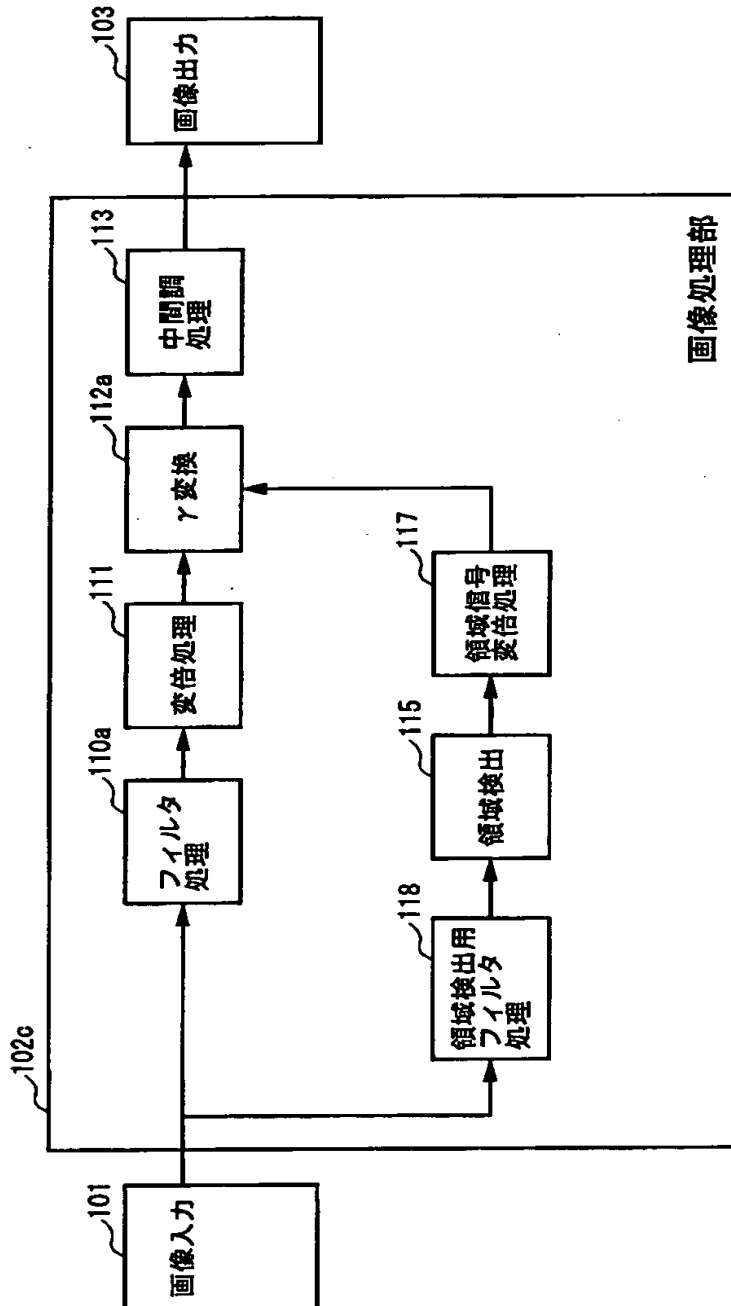 102c
101
画像入力
110a
フィルタ
処理
111
変倍処理
112a
γ変換
113
中間調
処理
103
画像出力
118
領域検出用
フィルタ
処理
115
領域検出
117
領域信号
変倍処理
画像処理部